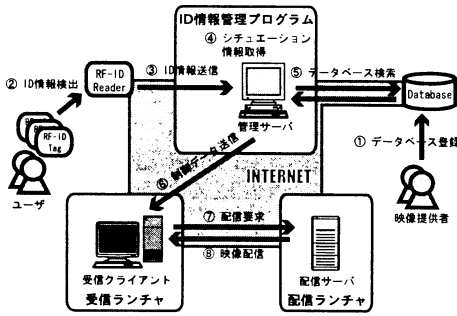 ID情報管理プログラム
④ シチュエーション
情報取得
② ID情報検出
RF-ID
Reader
③ ID情報送信
⑤ データベース検索
Database
管理サーバ
RF-ID
Tag
① データベース登録
⑥ 制御データ送信
INTERNET
ユーザ
映像提供者
⑦ 配信要求
⑧ 映像配信
受信クライアント
受信ランチャ
配信サーバ
配信ランチャ